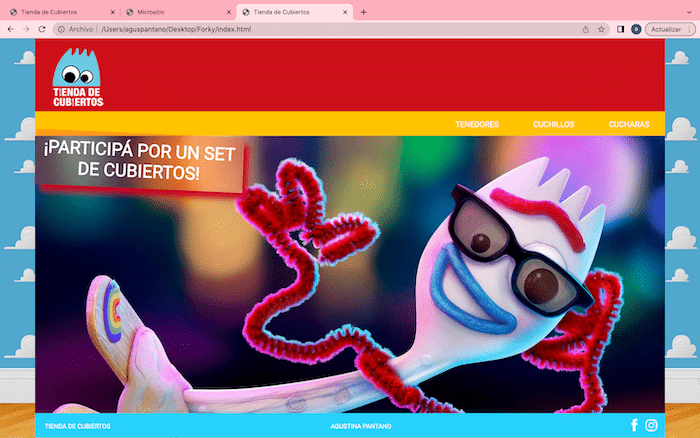 Tienda de Cubiertos
Micrositio
Tienda de Cubiertos
Archivo
/Users/aguspantano/Desktop/Forky/index.html
a
Actualizar
TIENDA DE
CUBIERTOS
TENEDORES
CUCHILLOS
CUCHARAS
¡PARTICIPÁ POR UN SET
DE CUBIERTOS!
TIENDA DE CUBIERTOS
AGUSTINA PANTANO